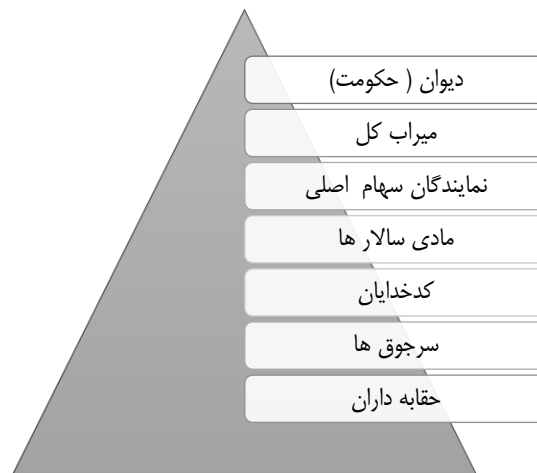 دیوان ( حکومت)
میراب کل
نمایندگان سهام اصلی
مادی سالار ها
کدخدایان
سرجوق ها
حقابه داران